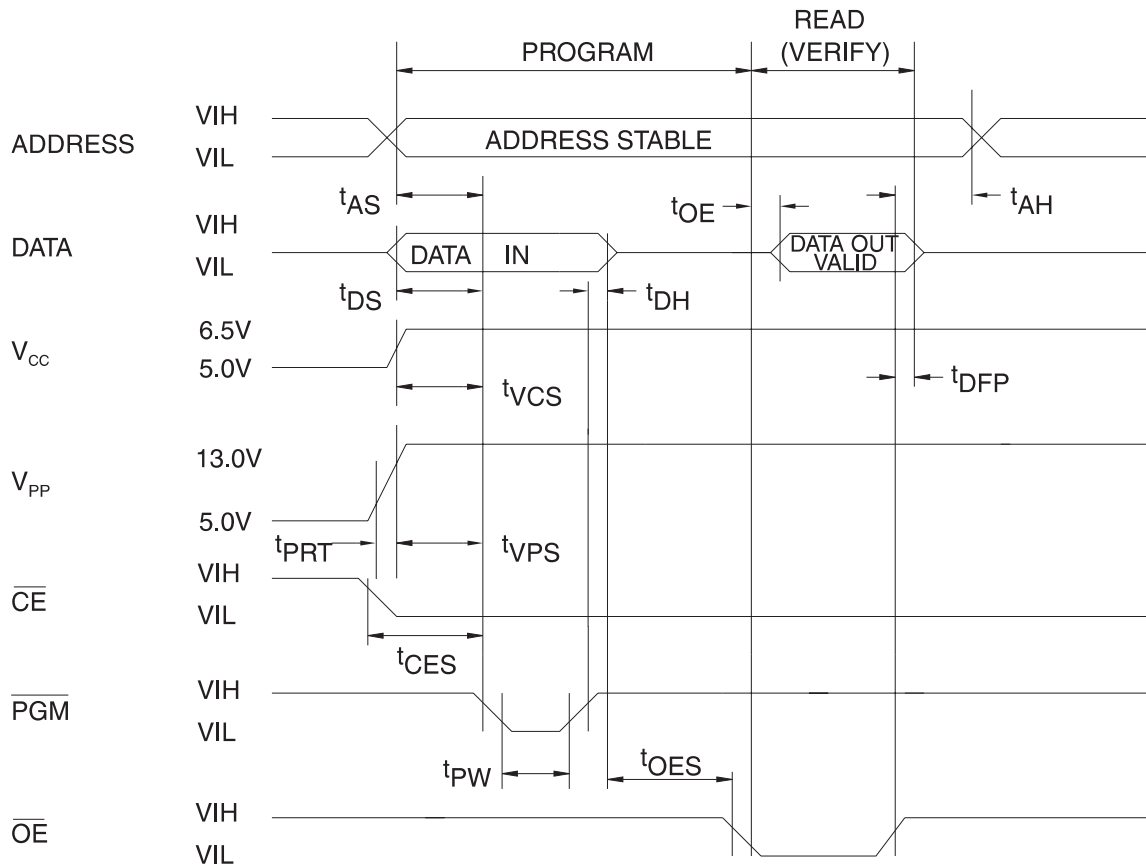 READ
PROGRAM (VERIFY)
ADDRESS VIH
VIL
ADDRESS STABLE
tAS
tOE
tAH
DATA VIH
VIL
DATA IN
DATA OUT
VALID
tDS
tDH
VCC 6.5V
5.0V
tVCS
tDFP
VPP 13.0V
5.0V
tPRT
tVPS
CE VIH
VIL
tCES
PGM VIH
VIL
tPW
tOES
OE VIH
VIL